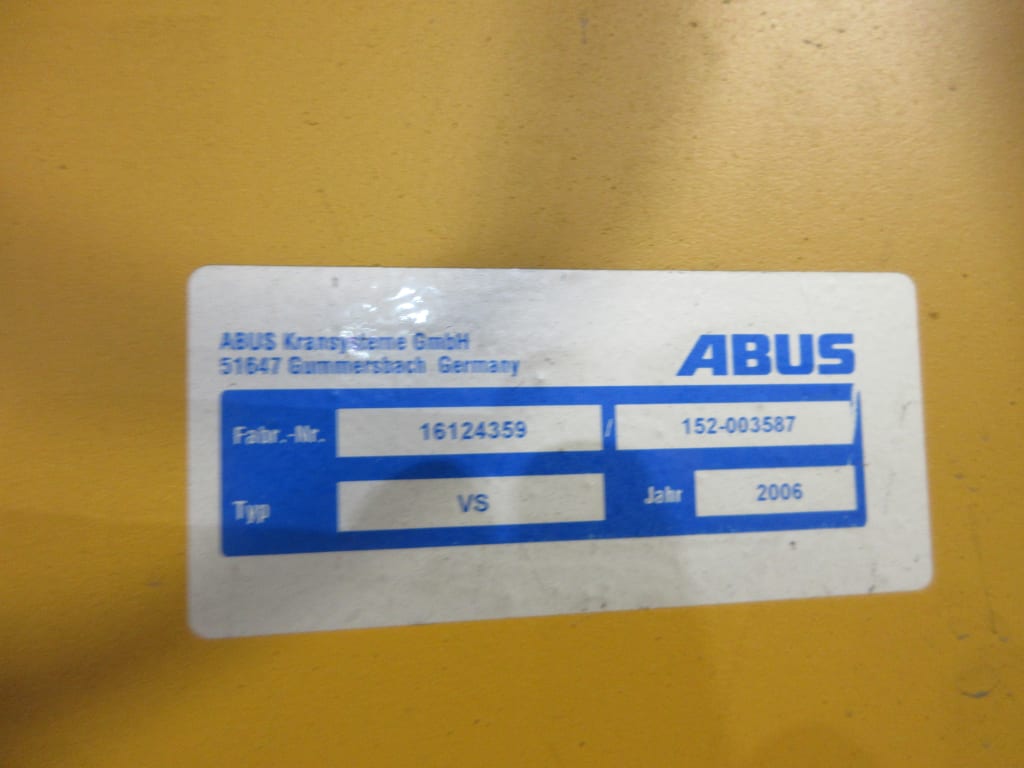 ABUS Kransysteme GmbH
51647 Gummersbach Germany
ABUS
Fabr.-Nr. 16124359 / 152-003587
Typ VS Jahr 2006